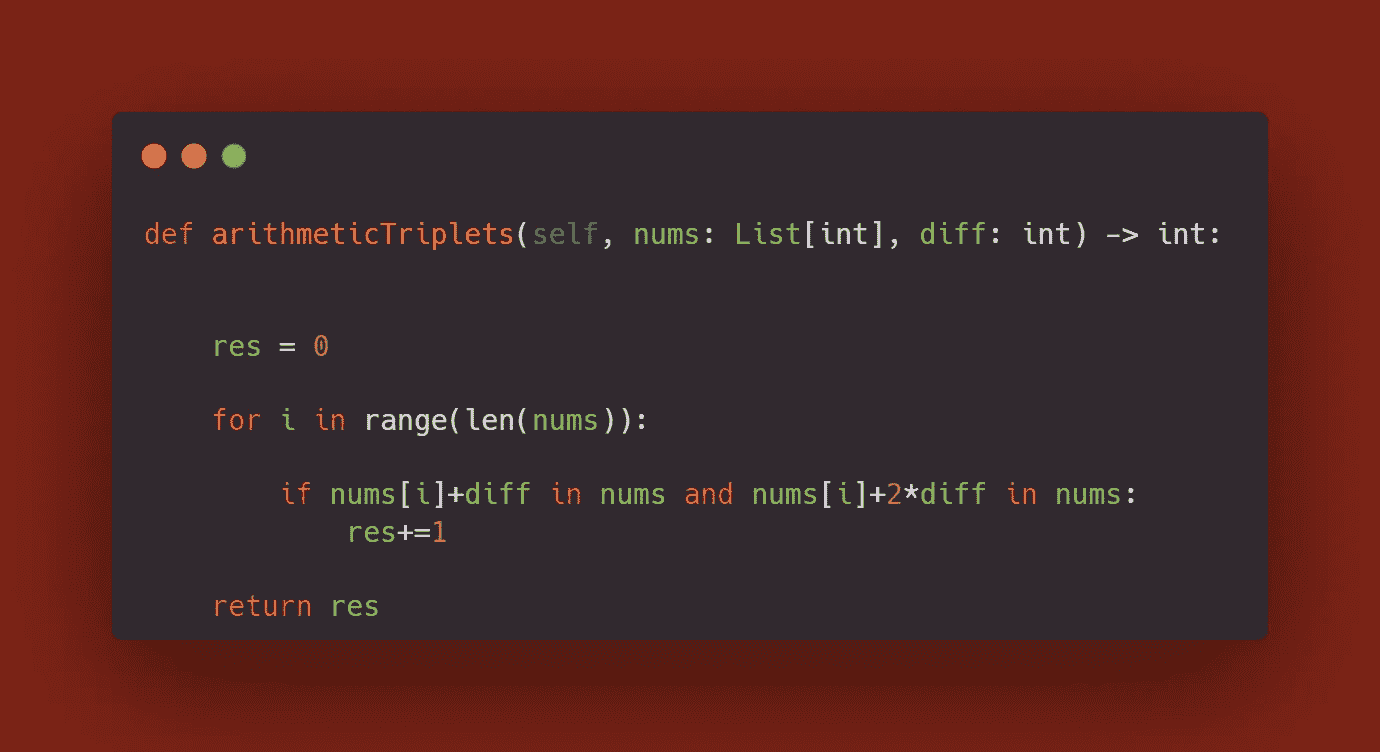 def arithmeticTriplets(self, nums: List[int], diff: int) -> int:
    res = 0
    for i in range(len(nums)):
        if nums[i]+diff in nums and nums[i]+2*diff in nums:
            res+=1
    return res